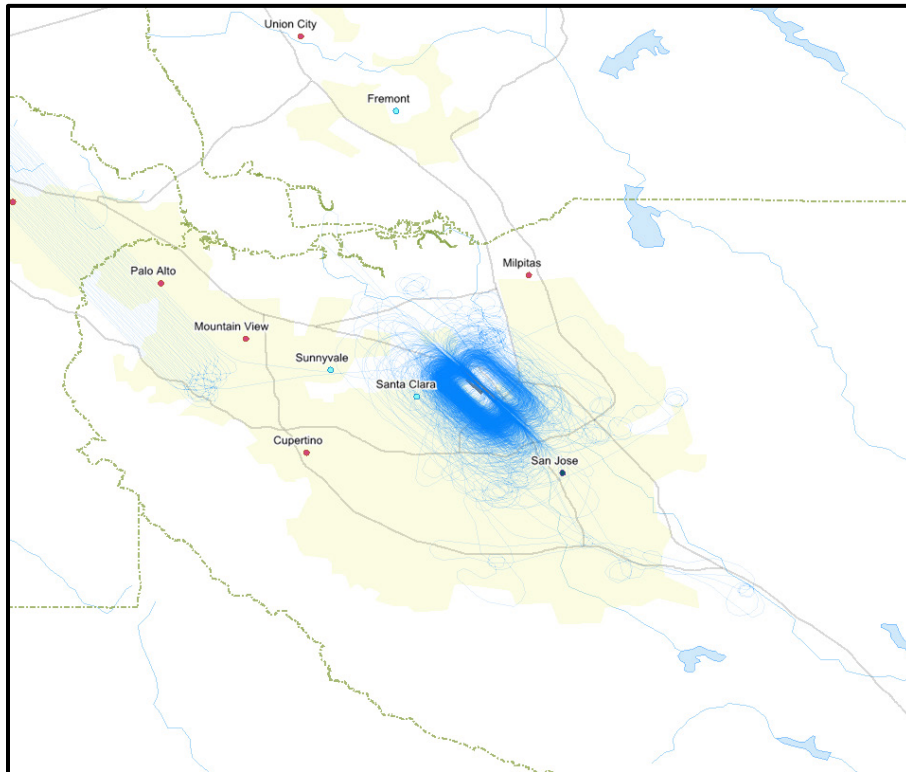 Union City
Fremont
Milpitas
Palo Alto
Mountain View
Sunnyvale
Santa Clara
Cupertino
San Jose